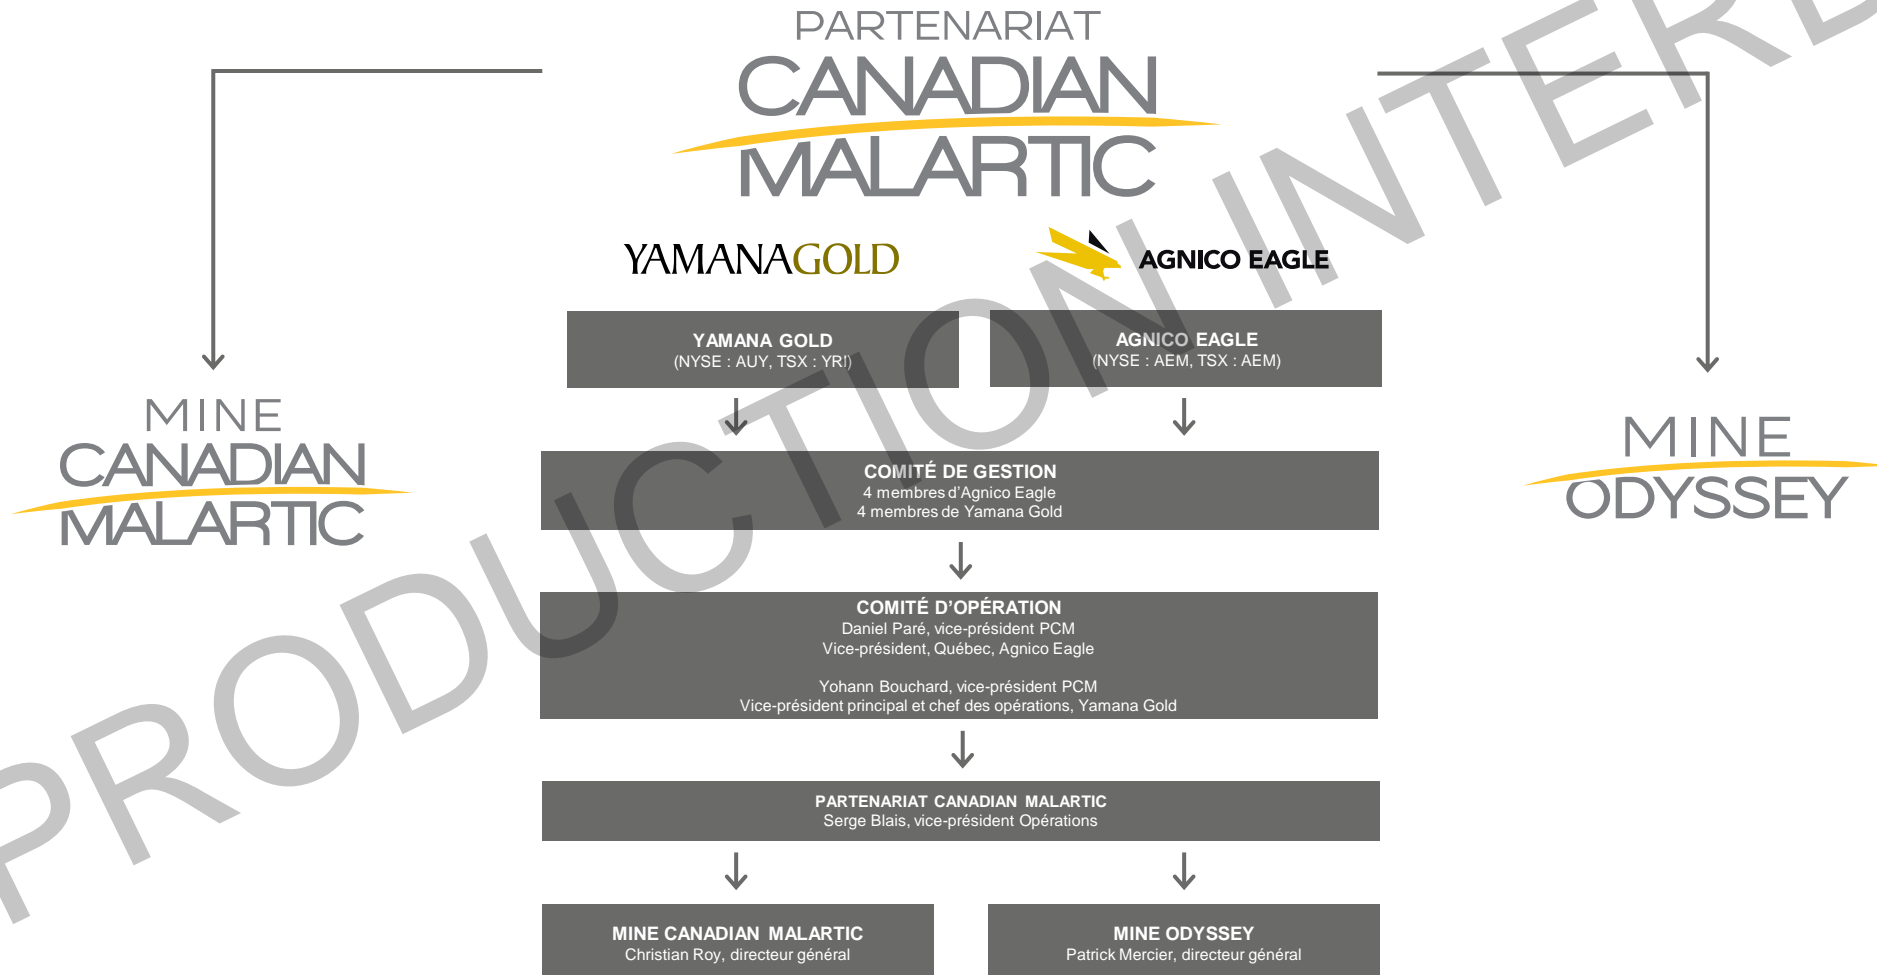 PARTENARIAT
CANADIAN
MALARTIC
YAMANAGOLD
AGNICO EAGLE
YAMANA GOLD
(NYSE : AUY, TSX : YRI)
AGNICO EAGLE
(NYSE : AEM, TSX : AEM)
MINE
CANADIAN
MALARTIC
MINE
ODYSSEY
COMITÉ DE GESTION
4 membres d’Agnico Eagle
4 membres de Yamana Gold
COMITÉ D’OPÉRATION
Daniel Paré, vice-président PCM
Vice-président, Québec, Agnico Eagle
Yohann Bouchard, vice-président PCM
Vice-président principal et chef des opérations, Yamana Gold
PARTENARIAT CANADIAN MALARTIC
Serge Blais, vice-président Opérations
MINE CANADIAN MALARTIC
Christian Roy, directeur général
MINE ODYSSEY
Patrick Mercier, directeur général
PRODUCTION INTER